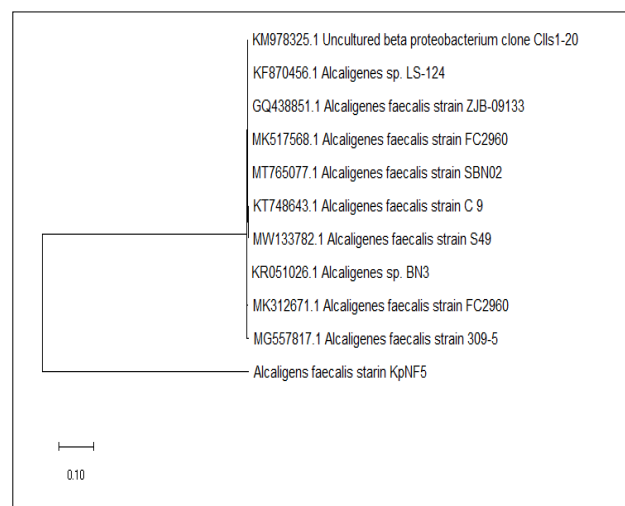 KM978325.1 Uncultured beta proteobacterium clone Clls1-20
KF870456.1 Alcaligenes sp. LS-124
GQ438851.1 Alcaligenes faecalis strain ZJB-09133
MK517568.1 Alcaligenes faecalis strain FC2960
MT765077.1 Alcaligenes faecalis strain SBN02
KT748643.1 Alcaligenes faecalis strain C 9
MW133782.1 Alcaligenes faecalis strain S49
KR051026.1 Alcaligenes sp. BN3
MK312671.1 Alcaligenes faecalis strain FC2960
MG557817.1 Alcaligenes faecalis strain 309-5
Alcaligens faecalis starin KpNF5
0.10